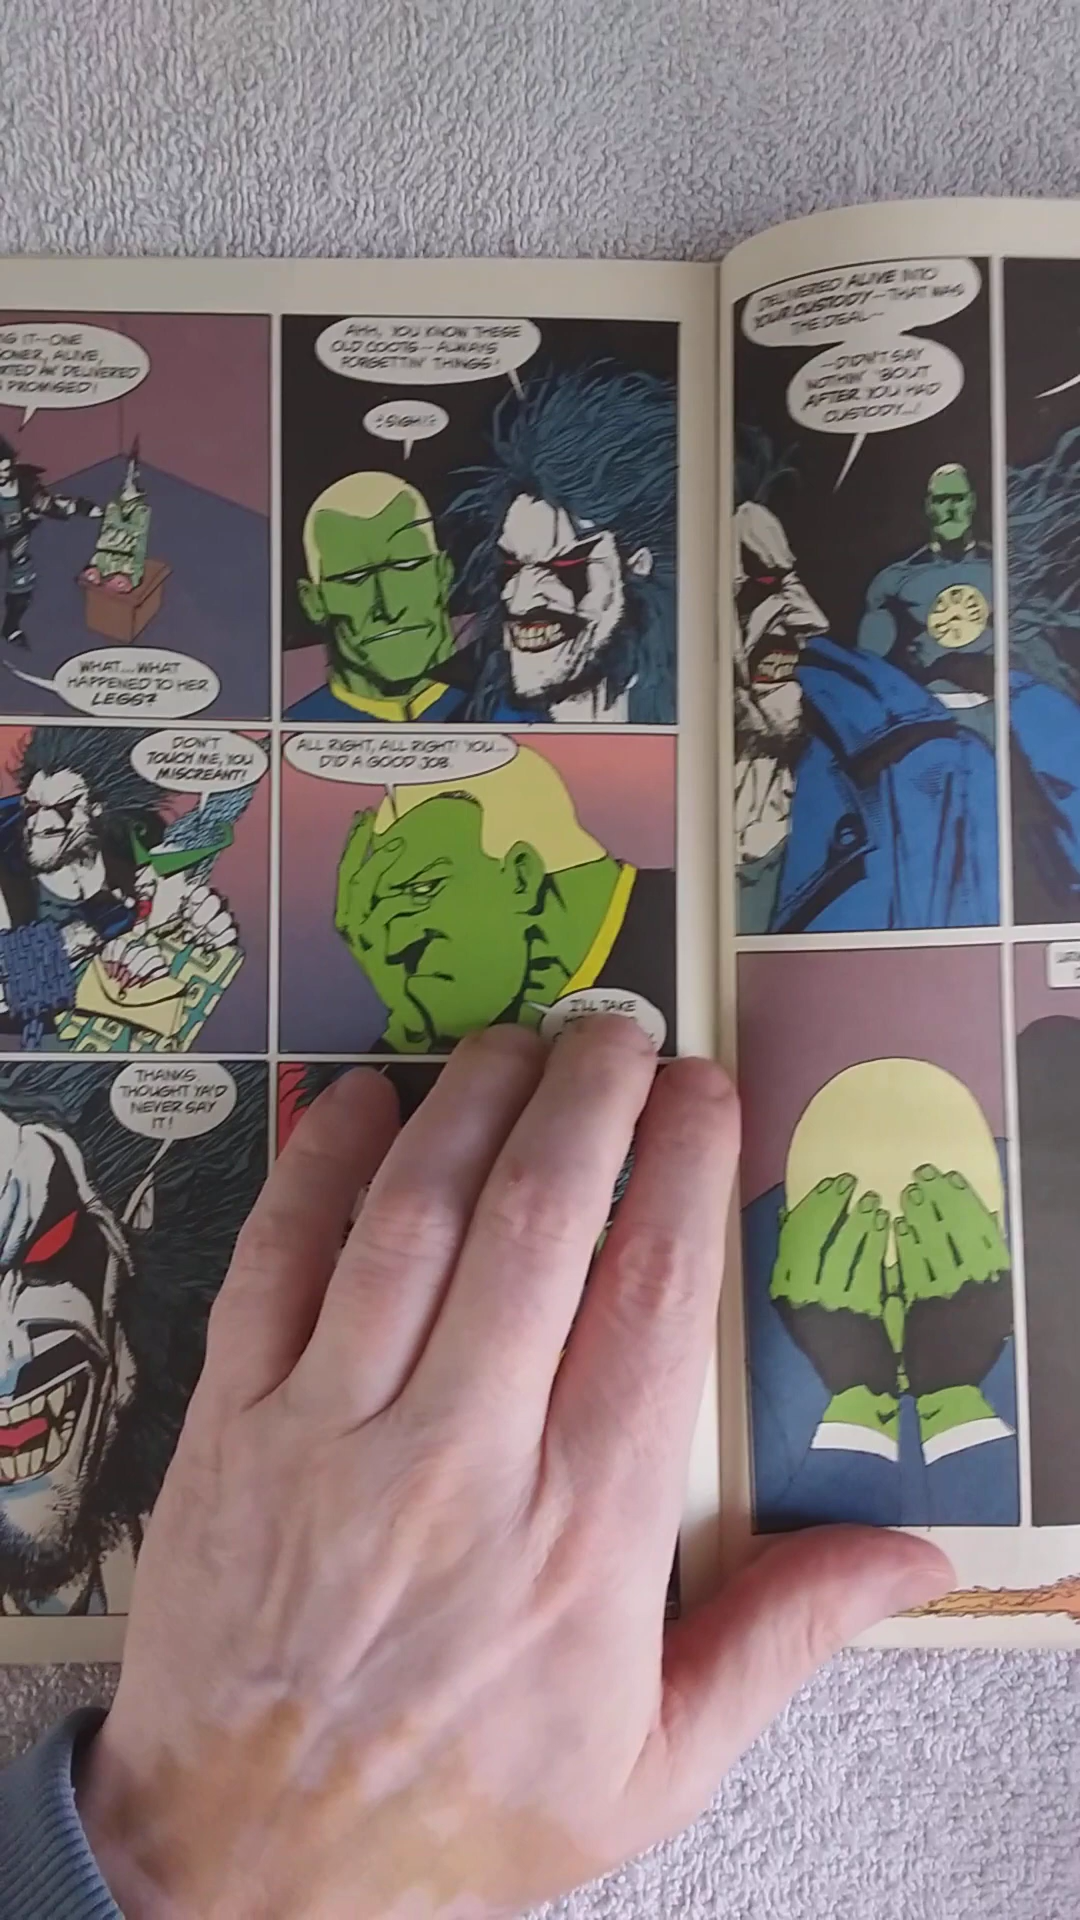 G IT--ONE
ONER, ALIVE,
RTED AN' DELIVERED
PROMISED!
WHAT...WHAT
HAPPENED TO HER
LEGS?
AHH, YOU KNOW THESE
OLD COOTS--ALWAYS
FORGETTIN' THINGS!
SIGH!
DON'T
TOUCH ME, YOU
MISCREANT!
ALL RIGHT, ALL RIGHT! YOU...
DID A GOOD JOB.
I'LL TAKE
THANKS.
THOUGHT YA'D
NEVER SAY
IT!
DELIVERED ALIVE INTO
YOUR CUSTODY--THAT WAS
THE DEAL--
--DIDN'T SAY
NOTHIN' 'BOUT
AFTER YOU HAD
CUSTODY...!